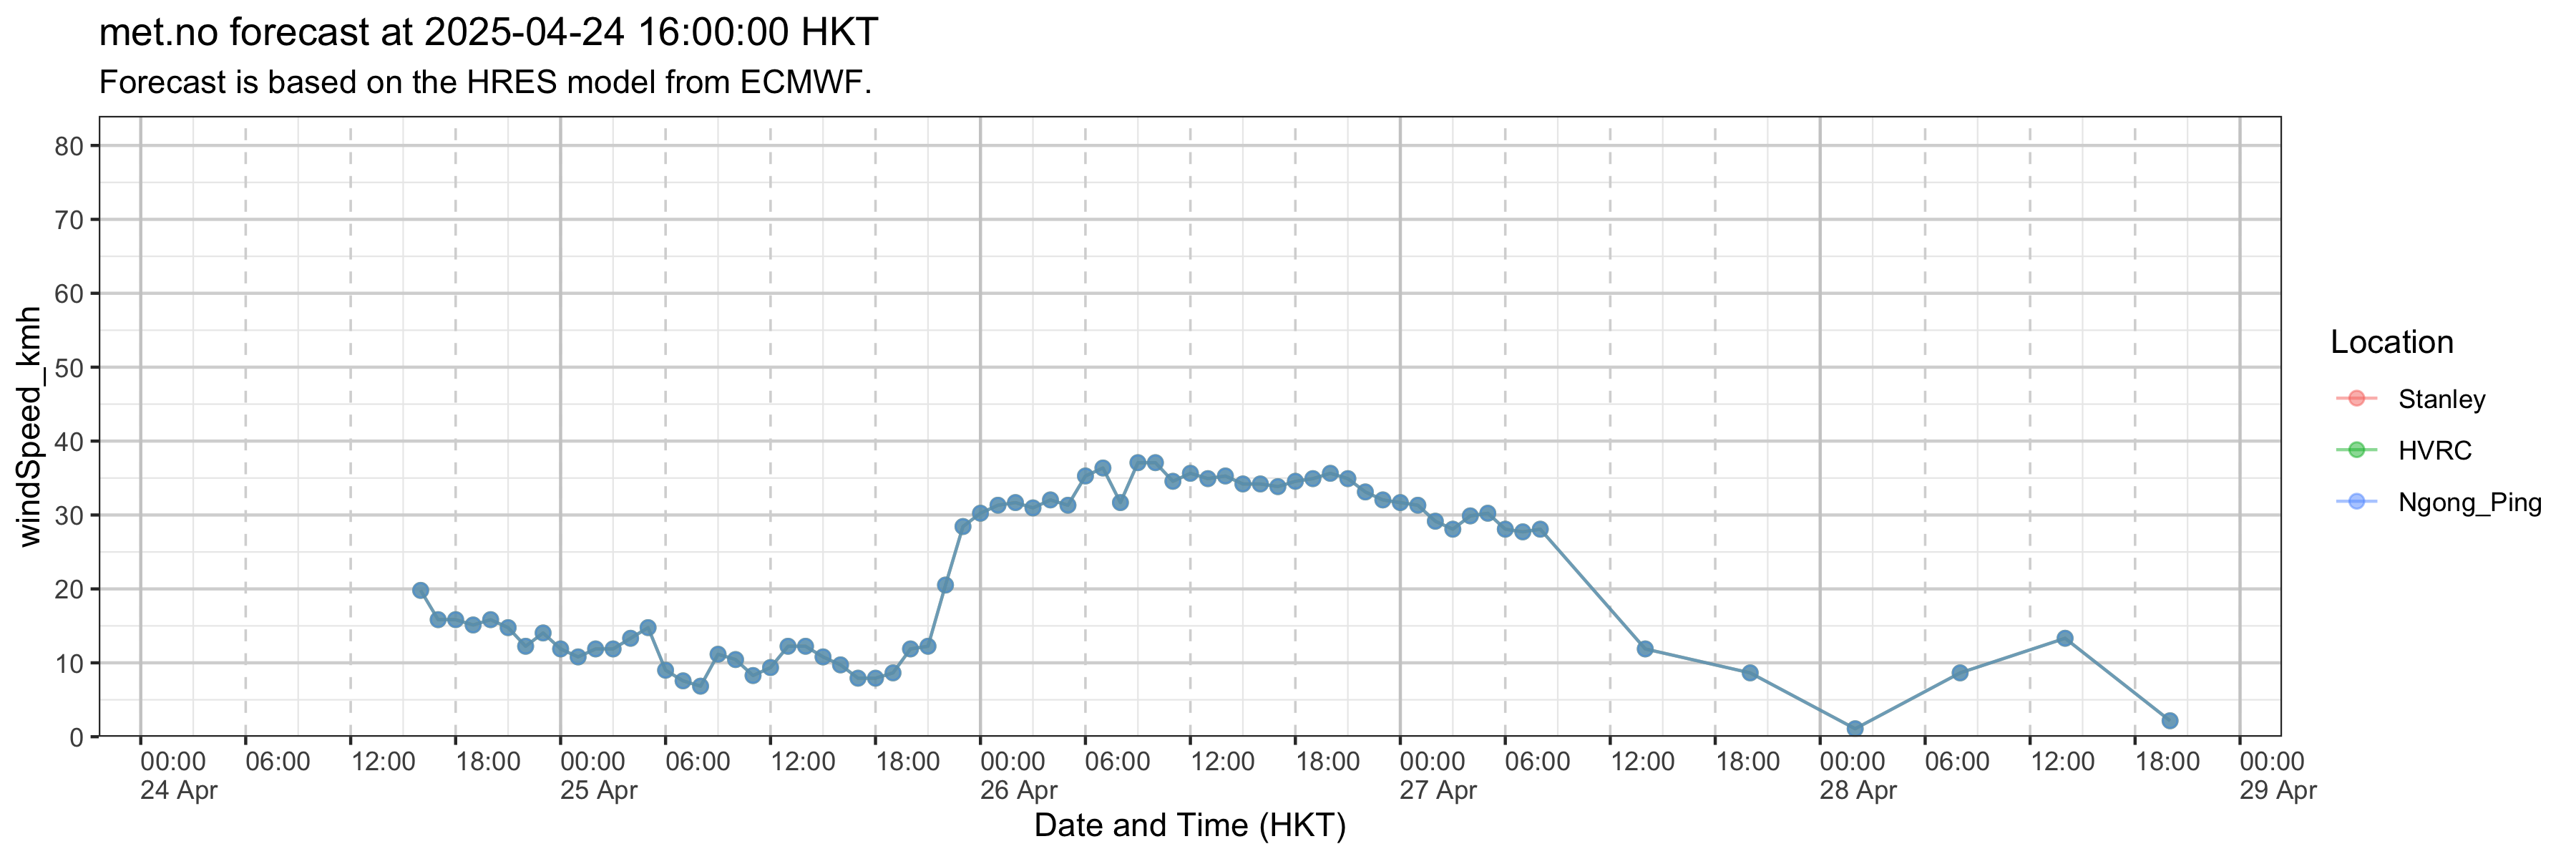 met.no forecast at 2025-04-24 16:00:00 HKT
Forecast is based on the HRES model from ECMWF.
80
70
60
50
40
30
20
10
0
windSpeed_kmh
00:00 06:00 12:00 18:00 00:00 06:00 12:00 18:00 00:00 06:00 12:00 18:00 00:00 06:00 12:00 18:00 00:00 06:00 12:00 18:00 00:00
24 Apr 25 Apr 26 Apr 27 Apr 28 Apr 29 Apr
Date and Time (HKT)
Location
Stanley
HVRC
Ngong_Ping